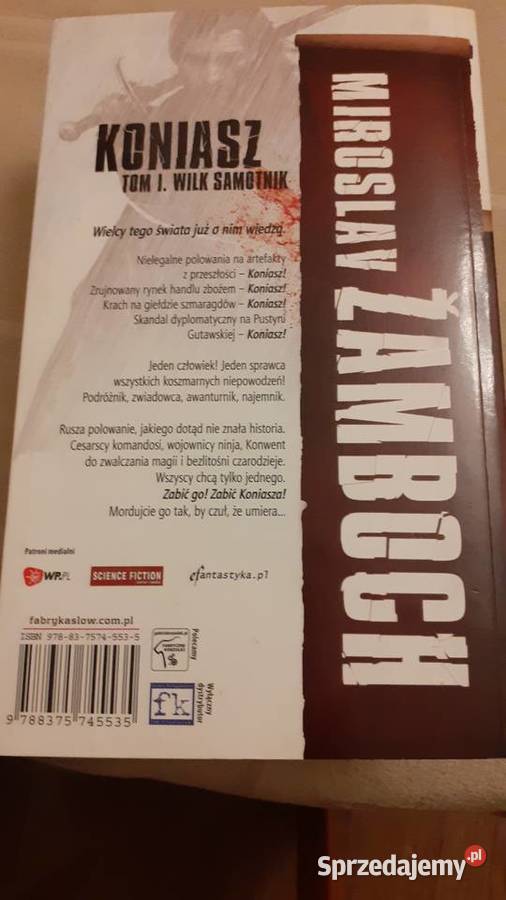 KONIASZ
TOM I. WILK SAMOTNIK
Wielcy tego świata już o nim wiedzą.
Nielegalne polowania na artefakty
z przeszłości – Koniasz!
Zrujnowany rynek handlu zbożem – Koniasz!
Krach na giełdzie szmaragdów – Koniasz!
Skandal dyplomatyczny na Pustyni
Gutawskiej – Koniasz!
Jeden człowiek! Jeden sprawca
wszystkich koszmarnych niepowodzeń!
Podróżnik, zwiadowca, awanturnik, najemnik.
Rusza polowanie, jakiego dotąd nie znała historia.
Cesarscy komandosi, wojownicy ninja, Konwent
do zwalczania magii i bezlitośni czarodzieje.
Wszyscy chcą tylko jednego.
Zabić go! Zabić Koniasza!
Mordujcie go tak, by czuł, że umiera...
Patroni medialni
WP.PL
SCIENCE FICTION
efantastyka.pl
fabrykaslow.com.pl
ISBN 978-83-7574-553-5
9 788375 745535
Polecamy
fk
Wyłączny
dystrybutor
MIROSLAV ŽAMBOCH
Sprzedajemy.pl